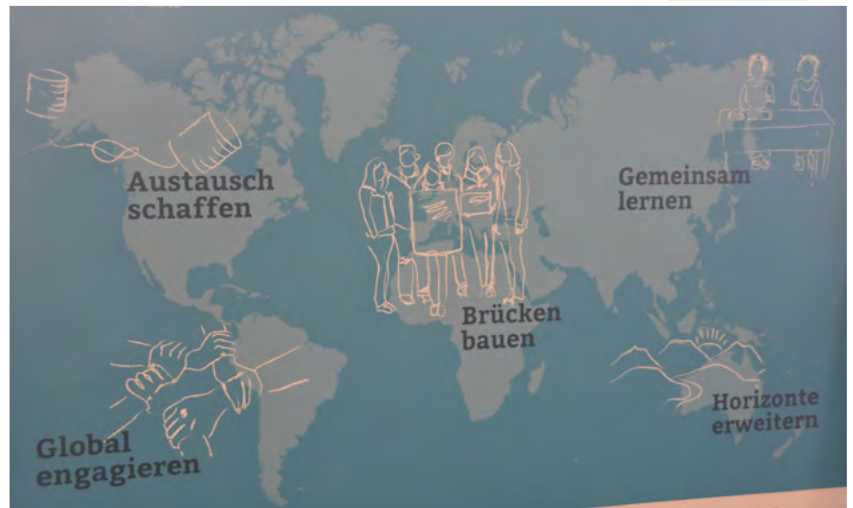 Austausch
schaffen
Gemeinsam
lernen
Brücken
bauen
Horizonte
erweitern
Global
engagieren